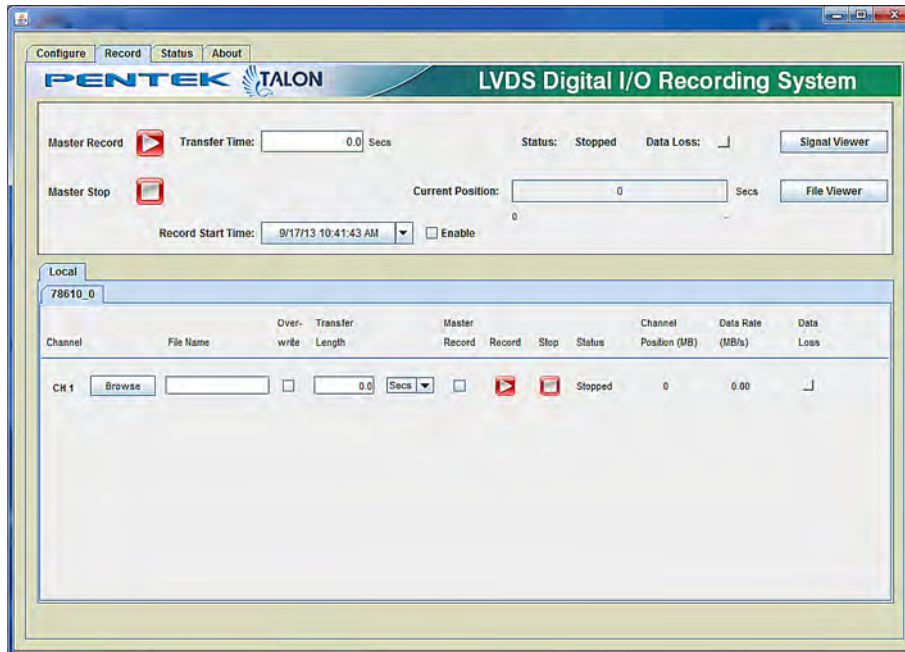 Configure Record Status About
PENTEK TALON LVDS Digital I/O Recording System
Master Record Transfer Time: 0.0 Secs Status: Stopped Data Loss: Signal Viewer
Master Stop Current Position: 0 Secs File Viewer
0 --
Record Start Time: 9/17/13 10:41:43 AM Enable
Local
78610_0
Over- Transfer Master Channel Data Rate Data
Channel File Name write Length Record Record Stop Status Position (MB) (MB/s) Loss
CH 1 Browse 0.0 Secs Stopped 0 0.00